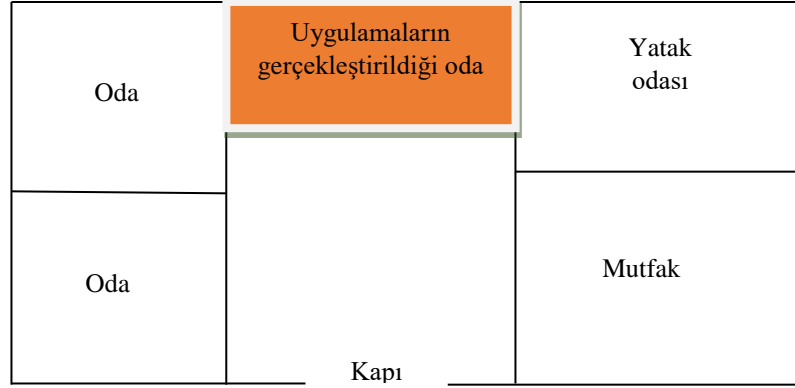 Uygulamaların
gerçekleştirildiği oda
Yatak
odası
Oda
Oda
Mutfak
Kapı